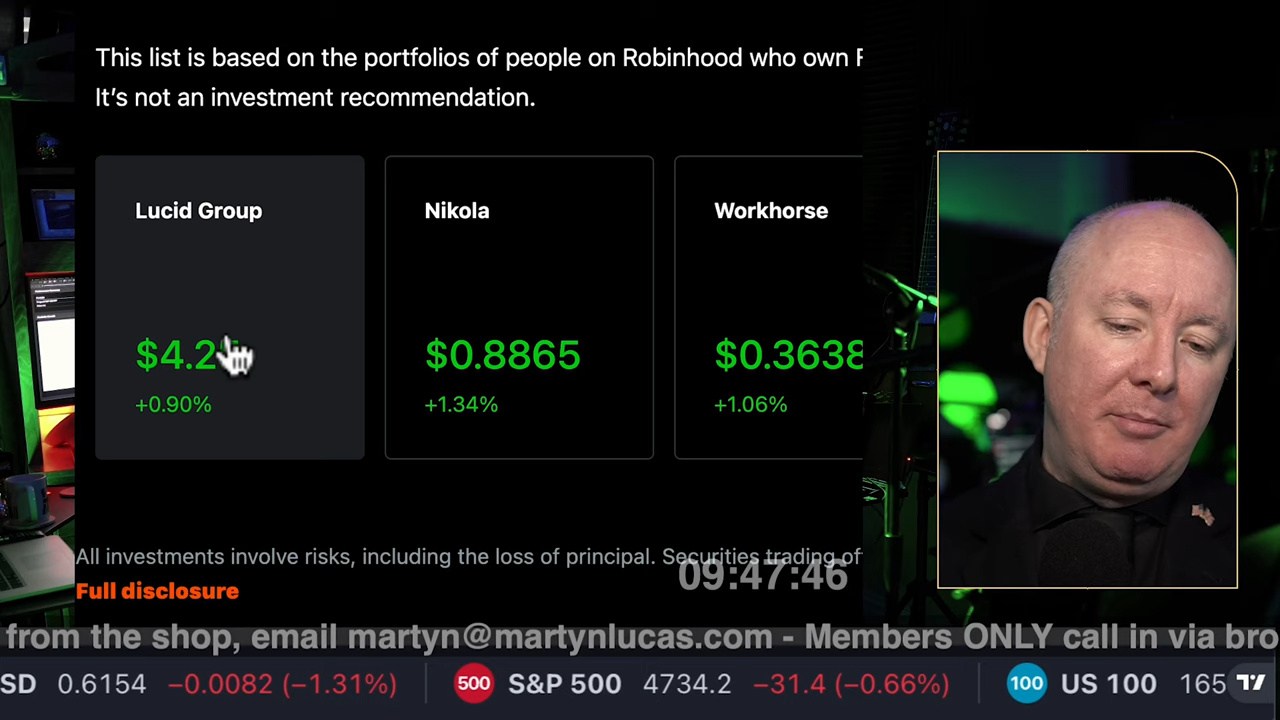 This list is based on the portfolios of people on Robinhood who own F
It's not an investment recommendation.
Lucid Group
Nikola
Workhorse
$4.2
$0.8865
$0.3638
+0.90%
+1.34%
+1.06%
All investments involve risks, including the loss of principal. Securities trading of
Full disclosure
09:47:46
from the shop, email martyn@martynlucas.com - Members ONLY call in via bro
SD 0.6154 −0.0082 (−1.31%) 500 S&P 500 4734.2 −31.4 (−0.66%) 100 US 100 165